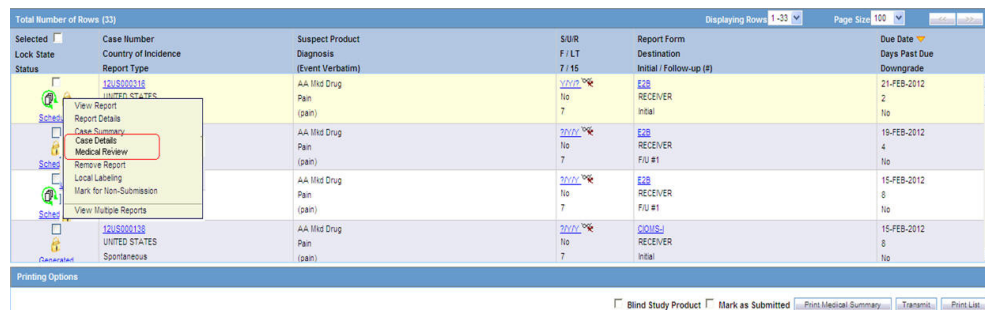 Total Number of Rows (33) Displaying Rows 1 -33 Page Size 100 << >>
Selected Case Number Suspect Product S/U/R Report Form Due Date
Lock State Country of Incidence Diagnosis F / LT Destination Days Past Due
Status Report Type (Event Verbatim) 7 / 15 Initial / Follow-up (#) Downgrade
12US000316 AA Mkd Drug Y/Y/? E2B 21-FEB-2012
UNITED STATES Pain No RECEIVER 2
Schedu (pain) 7 Initial No
View Report
Report Details
Case Summary
Case Details
Medical Review
Remove Report
Local Labeling
Mark for Non-Submission
View Multiple Reports
AA Mkd Drug ?/Y/Y E2B 19-FEB-2012
Pain No RECEIVER 4
Sched (pain) 7 F/U #1 No
AA Mkd Drug ?/Y/Y E2B 15-FEB-2012
Pain No RECEIVER 8
Sched (pain) 7 F/U #1 No
12US000138 AA Mkd Drug ?/Y/Y CIOMS-I 15-FEB-2012
UNITED STATES Pain No RECEIVER 8
Generated Spontaneous (pain) 7 Initial No
Printing Options
Blind Study Product Mark as Submitted Print Medical Summary Transmit Print List